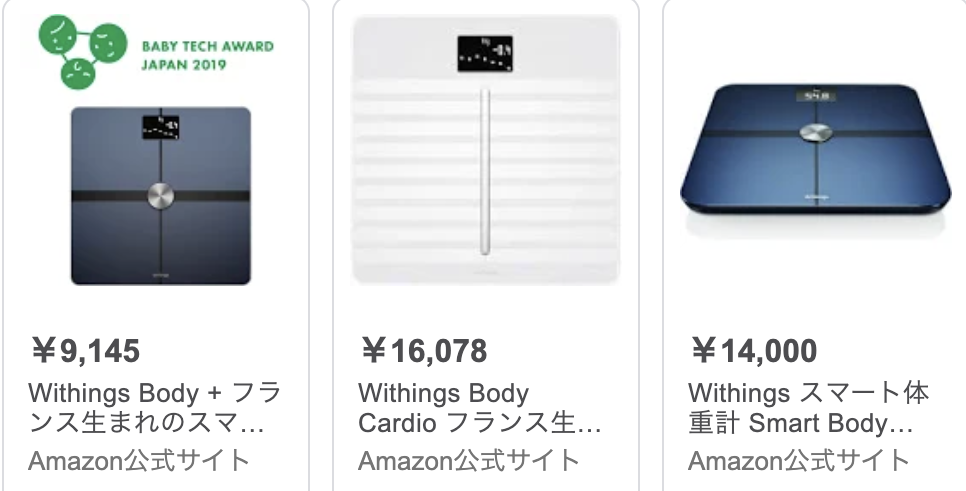 BABY TECH AWARD
JAPAN 2019
￥9,145
Withings Body + フラ
ンス生まれのスマ…
Amazon公式サイト
￥16,078
Withings Body
Cardio フランス生…
Amazon公式サイト
54.8
￥14,000
Withings スマート体
重計 Smart Body…
Amazon公式サイト